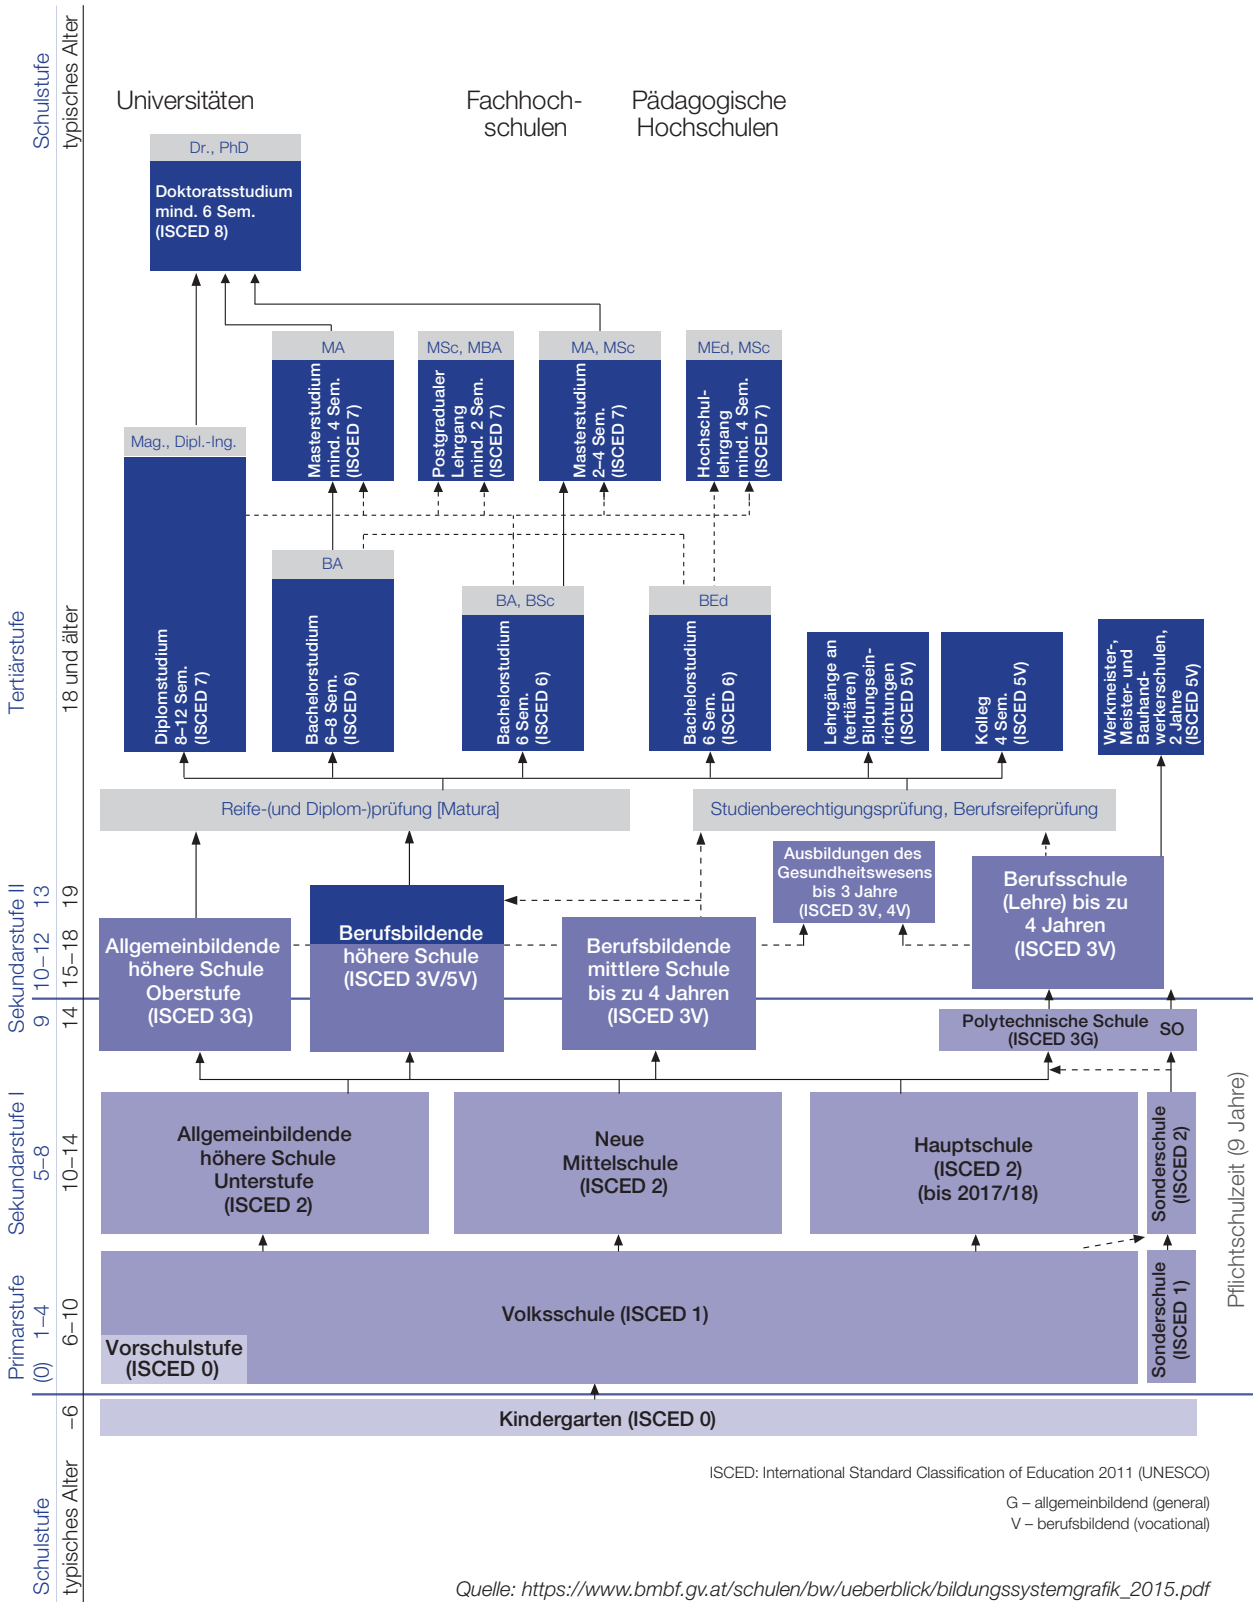 Schulstufe
typisches Alter
Universitäten
Fachhoch-
schulen
Pädagogische
Hochschulen
Dr., PhD
Doktoratsstudium
mind. 6 Sem.
(ISCED 8)
MA
Masterstudium
mind. 4 Sem.
(ISCED 7)
MSc, MBA
Postgradualer
Lehrgang
mind. 2 Sem.
(ISCED 7)
MA, MSc
Masterstudium
2–4 Sem.
(ISCED 7)
MEd, MSc
Hochschul-
lehrgang
mind. 4 Sem.
(ISCED 7)
Mag., Dipl.-Ing.
Diplomstudium
8–12 Sem.
(ISCED 7)
BA
Bachelorstudium
6–8 Sem.
(ISCED 6)
BA, BSc
Bachelorstudium
6 Sem.
(ISCED 6)
BEd
Bachelorstudium
6 Sem.
(ISCED 6)
Lehrgänge an
(tertiären)
Bildungsein-
richtungen
(ISCED 5V)
Kolleg
4 Sem.
(ISCED 5V)
Werkmeister-,
Meister- und
Bauhand-
werkerschulen,
2 Jahre
(ISCED 5V)
Tertiärstufe
18 und älter
Reife-(und Diplom-)prüfung [Matura]
Studienberechtigungsprüfung, Berufsreifeprüfung
Sekundarstufe II
9
10–12
13
14
15–18
19
Allgemeinbildende
höhere Schule
Oberstufe
(ISCED 3G)
Berufsbildende
höhere Schule
(ISCED 3V/5V)
Berufsbildende
mittlere Schule
bis zu 4 Jahren
(ISCED 3V)
Ausbildungen des
Gesundheitswesens
bis 3 Jahre
(ISCED 3V, 4V)
Berufsschule
(Lehre) bis zu
4 Jahren
(ISCED 3V)
Polytechnische Schule
(ISCED 3G)
SO
Sekundarstufe I
5–8
10–14
Allgemeinbildende
höhere Schule
Unterstufe
(ISCED 2)
Neue
Mittelschule
(ISCED 2)
Hauptschule
(ISCED 2)
(bis 2017/18)
Sonderschule
(ISCED 2)
Pflichtschulzeit (9 Jahre)
Primarstufe
(0)
1–4
6–10
Volksschule (ISCED 1)
Vorschulstufe
(ISCED 0)
Sonderschule
(ISCED 1)
–6
Kindergarten (ISCED 0)
Schulstufe
typisches Alter
ISCED: International Standard Classification of Education 2011 (UNESCO)
G – allgemeinbildend (general)
V – berufsbildend (vocational)
Quelle: https://www.bmbf.gv.at/schulen/bw/ueberblick/bildungssystemgrafik_2015.pdf